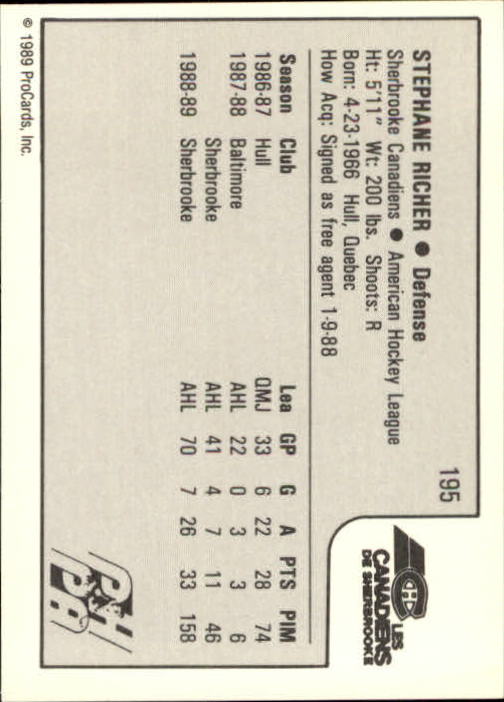 195
STEPHANE RICHER ● Defense
Sherbrooke Canadiens ● American Hockey League
Ht: 5'11" Wt: 200 lbs. Shoots: R
Born: 4-23-1966 Hull, Quebec
How Acq: Signed as free agent 1-9-88
LES
CANADIENS
DE SHERBROOKE
Season Club Lea GP G A PTS PIM
1986-87 Hull QMJ 33 6 22 28 74
1987-88 Baltimore AHL 22 0 3 3 6
Sherbrooke AHL 41 4 7 11 46
1988-89 Sherbrooke AHL 70 7 26 33 158
© 1989 ProCards, Inc.